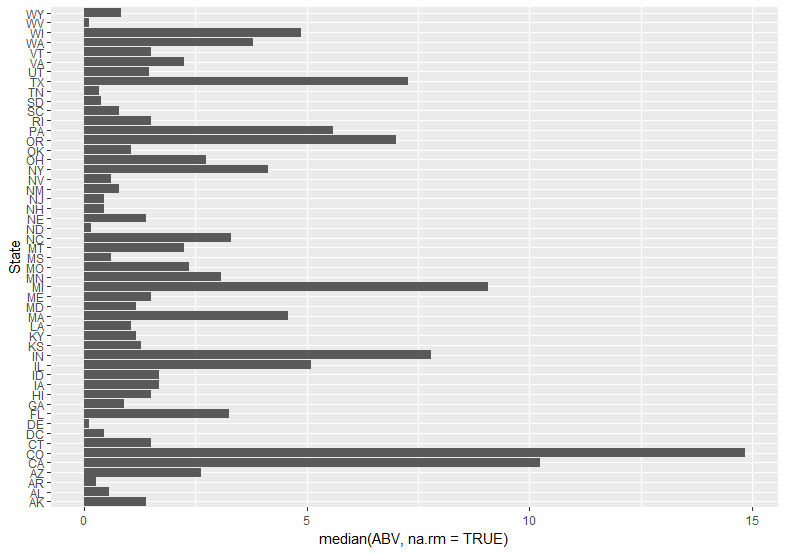 WY
WV
WI
WA
VT
VA
UT
TX
TN
SD
SC
RI
PA
OR
OK
OH
NY
NV
NM
NJ
NH
NE
ND
NC
MT
MS
MO
MN
MI
ME
MD
MA
LA
KY
KS
IN
IL
ID
IA
HI
GA
FL
DE
DC
CT
CO
CA
AZ
AR
AL
AK
State
0 5 10 15
median(ABV, na.rm = TRUE)